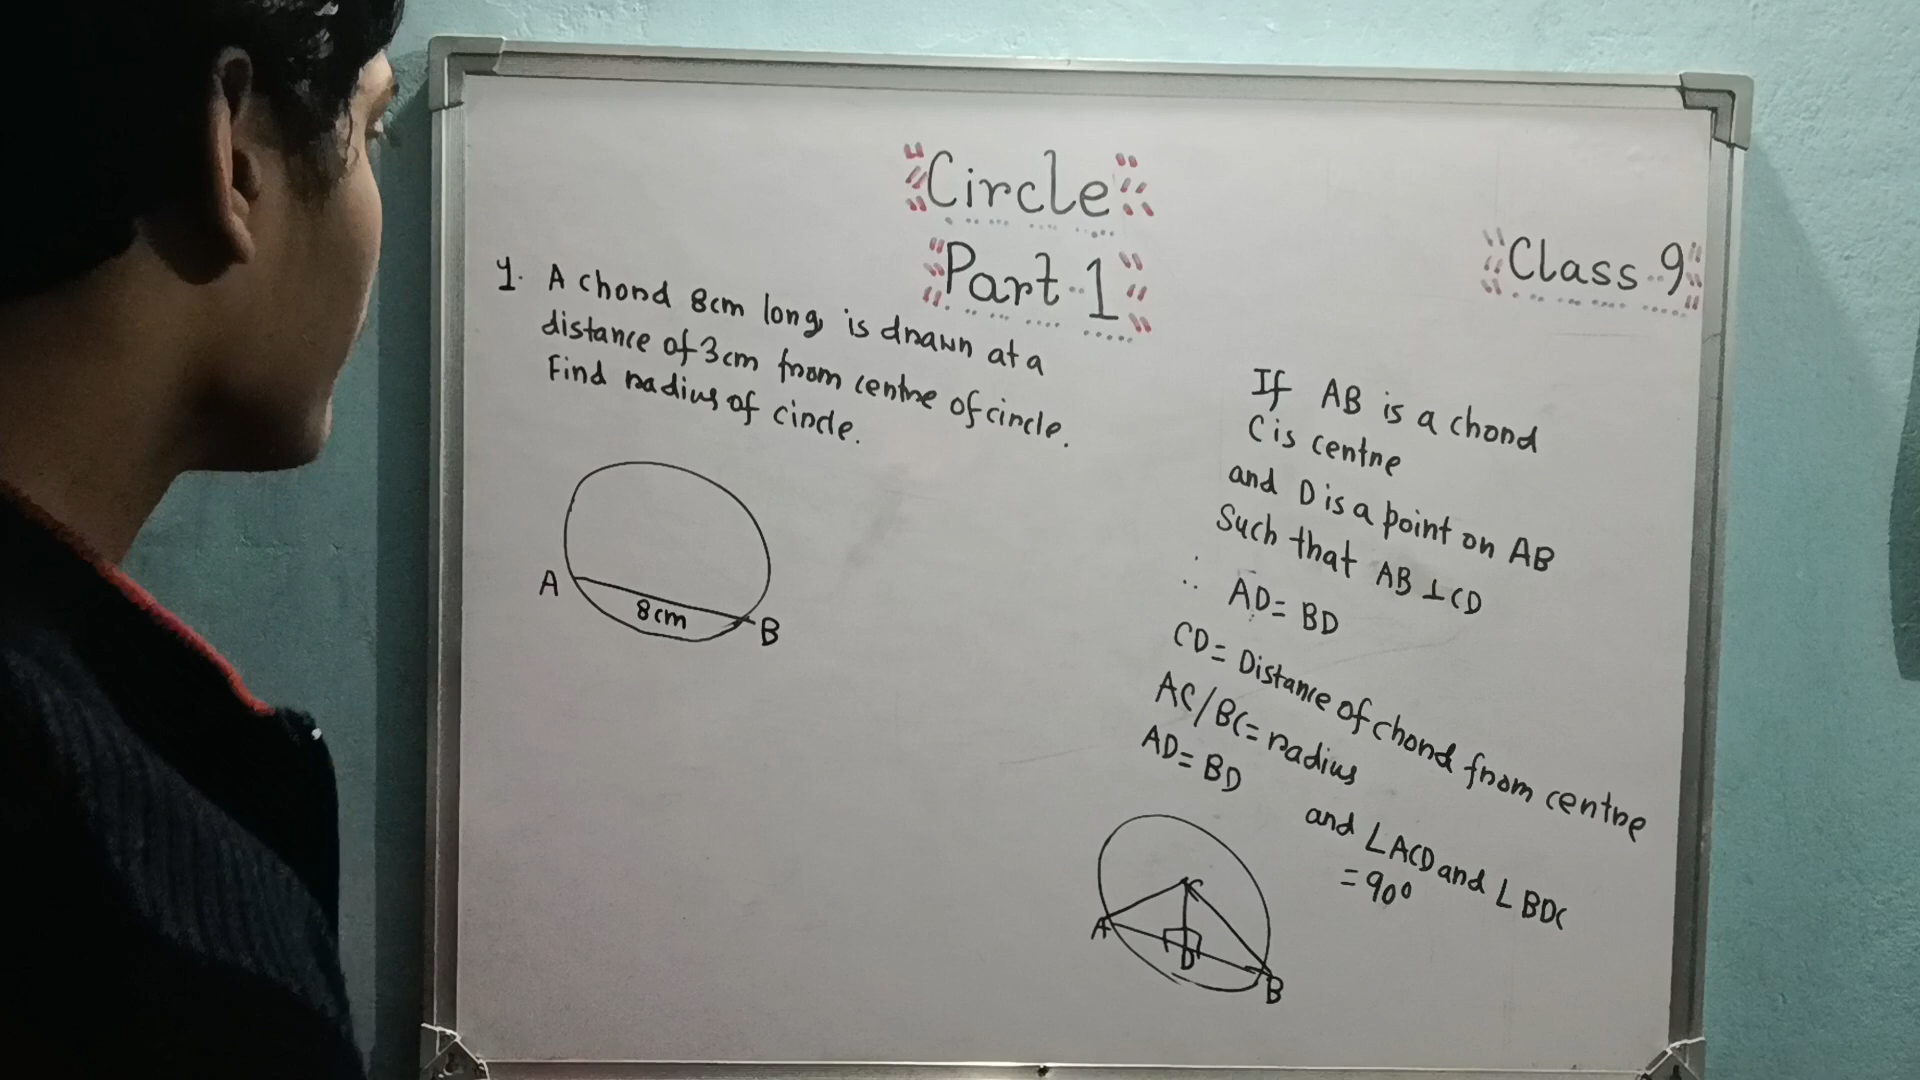 Circle
Part-1
Class-9
1. A chord 8cm long, is drawn at a
distance of 3cm from centre of circle.
Find radius of circle.
A
8cm
B
If AB is a chord
C is centre
and D is a point on AB
Such that AB ⊥ CD
∴ AD = BD
CD = Distance of chord from centre
AC/BC = radius
AD = BD
and ∠ACD and ∠BDC
= 90°
C
A
D
B